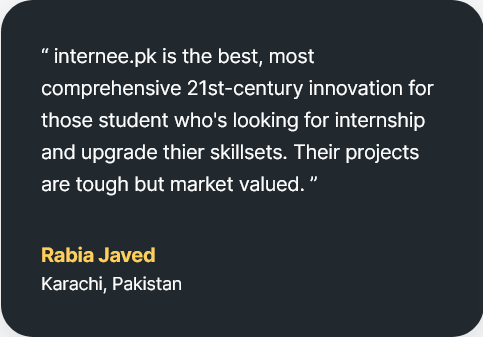 “ internee.pk is the best, most
comprehensive 21st-century innovation for
those student who's looking for internship
and upgrade thier skillsets. Their projects
are tough but market valued. ”
Rabia Javed
Karachi, Pakistan